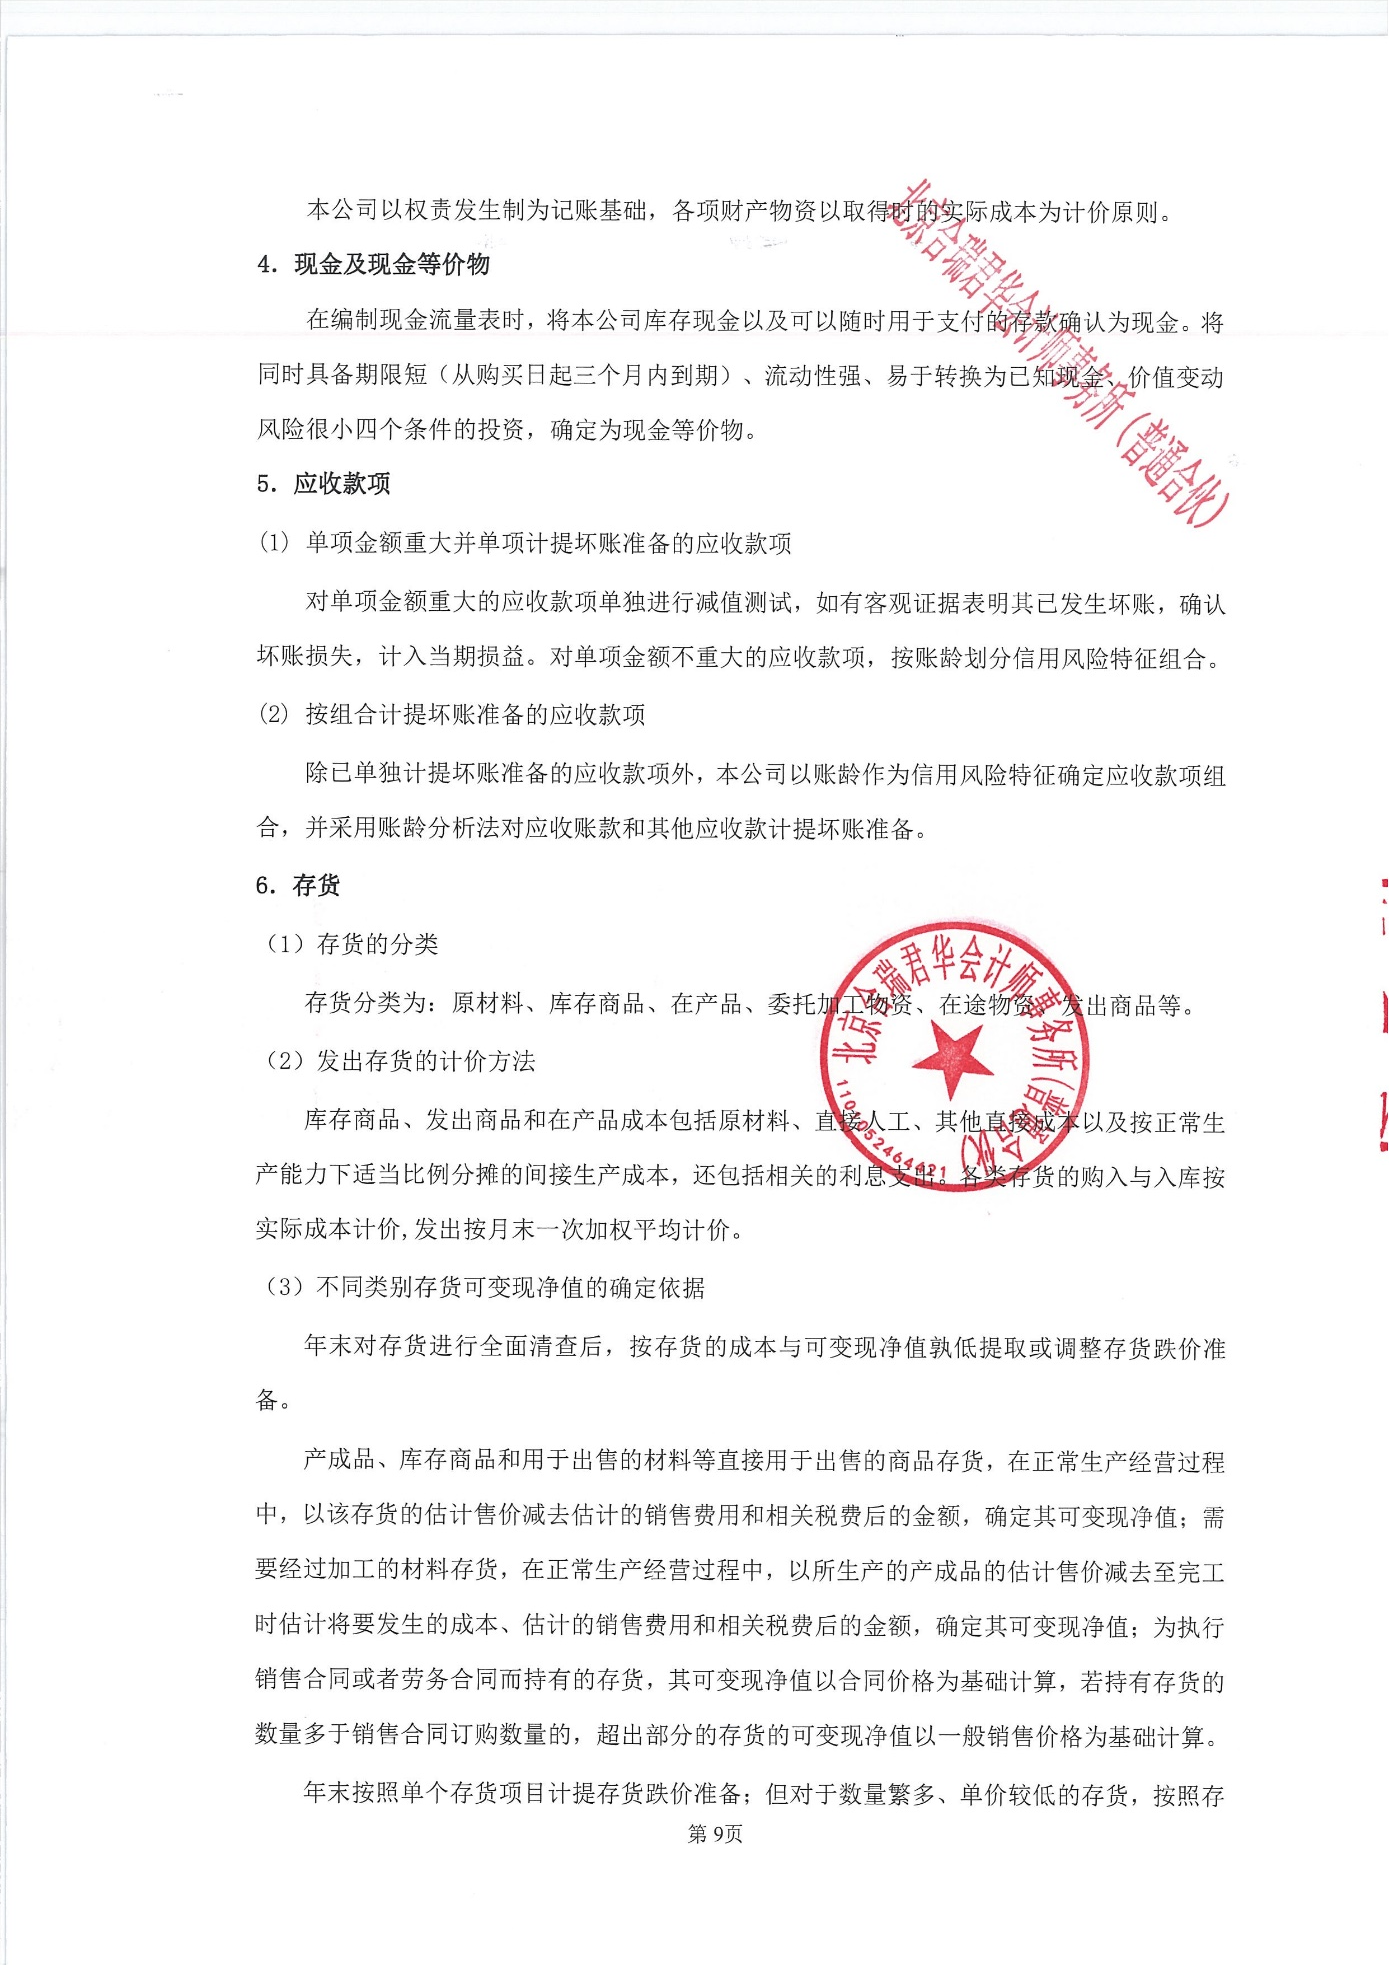 本公司以权责发生制为记账基础，各项财产物资以取得时的实际成本为计价原则。
4．现金及现金等价物
在编制现金流量表时，将本公司库存现金以及可以随时用于支付的存款确认为现金。将
同时具备期限短（从购买日起三个月内到期）、流动性强、易于转换为已知现金、价值变动
风险很小四个条件的投资，确定为现金等价物。
5．应收款项
(1) 单项金额重大并单项计提坏账准备的应收款项
对单项金额重大的应收款项单独进行减值测试，如有客观证据表明其已发生坏账，确认
坏账损失，计入当期损益。对单项金额不重大的应收款项，按账龄划分信用风险特征组合。
(2) 按组合计提坏账准备的应收款项
除已单独计提坏账准备的应收款项外，本公司以账龄作为信用风险特征确定应收款项组
合，并采用账龄分析法对应收账款和其他应收款计提坏账准备。
6．存货
（1）存货的分类
存货分类为：原材料、库存商品、在产品、委托加工物资、在途物资、发出商品等。
（2）发出存货的计价方法
库存商品、发出商品和在产品成本包括原材料、直接人工、其他直接成本以及按正常生
产能力下适当比例分摊的间接生产成本，还包括相关的利息支出。各类存货的购入与入库按
实际成本计价,发出按月末一次加权平均计价。
（3）不同类别存货可变现净值的确定依据
年末对存货进行全面清查后，按存货的成本与可变现净值孰低提取或调整存货跌价准
备。
产成品、库存商品和用于出售的材料等直接用于出售的商品存货，在正常生产经营过程
中，以该存货的估计售价减去估计的销售费用和相关税费后的金额，确定其可变现净值；需
要经过加工的材料存货，在正常生产经营过程中，以所生产的产成品的估计售价减去至完工
时估计将要发生的成本、估计的销售费用和相关税费后的金额，确定其可变现净值；为执行
销售合同或者劳务合同而持有的存货，其可变现净值以合同价格为基础计算，若持有存货的
数量多于销售合同订购数量的，超出部分的存货的可变现净值以一般销售价格为基础计算。
年末按照单个存货项目计提存货跌价准备；但对于数量繁多、单价较低的存货，按照存
第 9页
北京合瑞君华会计师事务所（普通合伙）
北京合瑞君华会计师事务所（普通合伙）
1101052464421